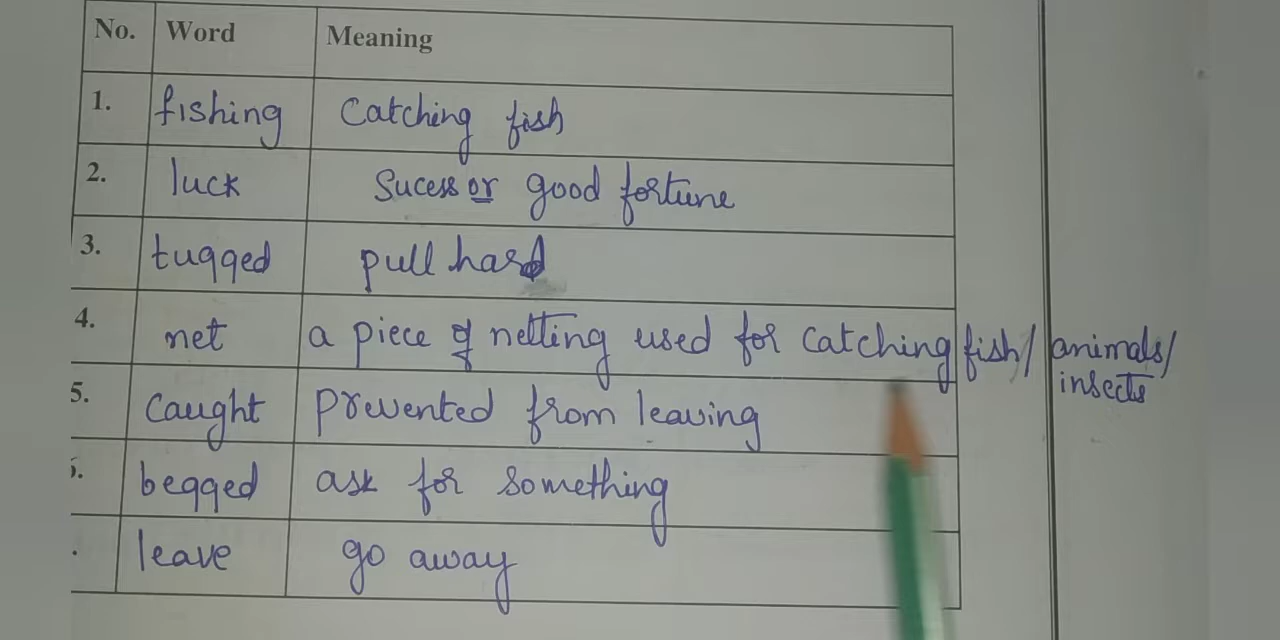 No. Word Meaning
1. fishing Catching fish
2. luck Sucess or good fortune
3. tugged pull hard
4. net a piece of netting used for catching fish/ animals/
insects
5. caught prevented from leaving
begged ask for something
leave go away